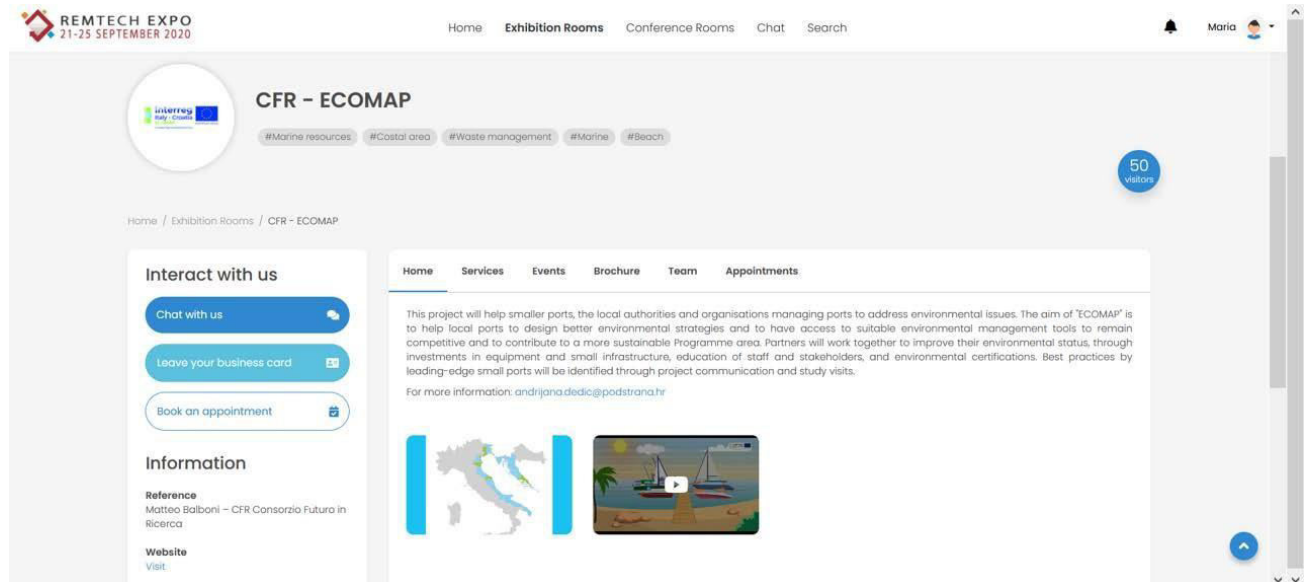 REMTECH EXPO
21-25 SEPTEMBER 2020
Home Exhibition Rooms Conference Rooms Chat Search
Maria
interreg
Italy - Croatia
CFR - ECOMAP
#Marine resources #Costal area #Waste management #Marine #Beach
50
visitors
Home / Exhibition Rooms / CFR - ECOMAP
Interact with us
Chat with us
Leave your business card
Book an appointment
Information
Reference
Matteo Balboni – CFR Consorzio Futuro in
Ricerca
Website
Visit
Home Services Events Brochure Team Appointments
This project will help smaller ports, the local authorities and organisations managing ports to address environmental issues. The aim of "ECOMAP" is
to help local ports to design better environmental strategies and to have access to suitable environmental management tools to remain
competitive and to contribute to a more sustainable Programme area. Partners will work together to improve their environmental status, through
investments in equipment and small infrastructure, education of staff and stakeholders, and environmental certifications. Best practices by
leading-edge small ports will be identified through project communication and study visits.
For more information: andrijana.dedic@podstrana.hr